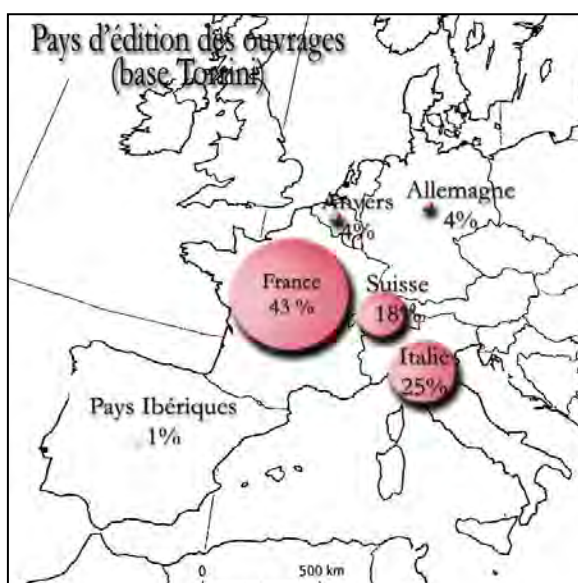 Pays d'édition des ouvrages
(base Torrini)
Anvers
4%
Allemagne
4%
France
43 %
Suisse
18%
Italie
25%
Pays Ibériques
1%
0 500 km